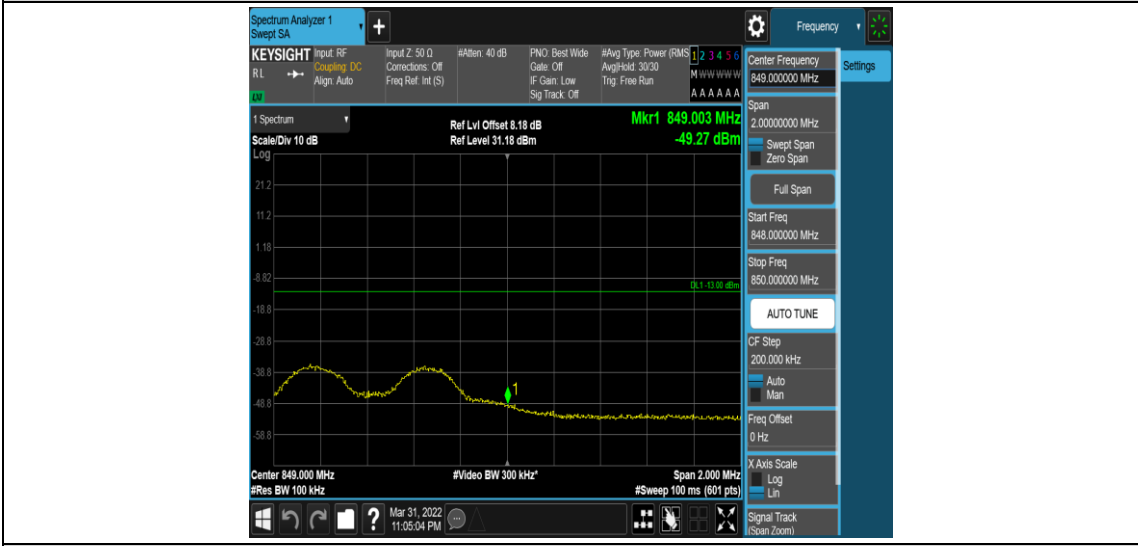 Spectrum Analyzer 1
Swept SA
+
Frequency
KEYSIGHT
RL
Input: RF
Coupling: DC
Align: Auto
Input Z: 50 Ω
Corrections: Off
Freq Ref: Int (S)
#Atten: 40 dB
PNO: Best Wide
Gate: Off
IF Gain: Low
Sig Track: Off
#Avg Type: Power (RMS
Avg|Hold: 30/30
Trig: Free Run
1 2 3 4 5 6
M W W W W W
A A A A A A
1 Spectrum
Scale/Div 10 dB
Log
Ref Lvl Offset 8.18 dB
Ref Level 31.18 dBm
Mkr1 849.003 MHz
-49.27 dBm
21.2
11.2
1.18
-8.82
DL1 -13.00 dBm
-18.8
-28.8
-38.8
1
-48.8
-58.8
Center 849.000 MHz
#Res BW 100 kHz
#Video BW 300 kHz*
Span 2.000 MHz
#Sweep 100 ms (601 pts)
?
Mar 31, 2022
11:05:04 PM
Center Frequency
849.000000 MHz
Settings
Span
2.00000000 MHz
Swept Span
Zero Span
Full Span
Start Freq
848.000000 MHz
Stop Freq
850.000000 MHz
AUTO TUNE
CF Step
200.000 kHz
Auto
Man
Freq Offset
0 Hz
X Axis Scale
Log
Lin
Signal Track
(Span Zoom)